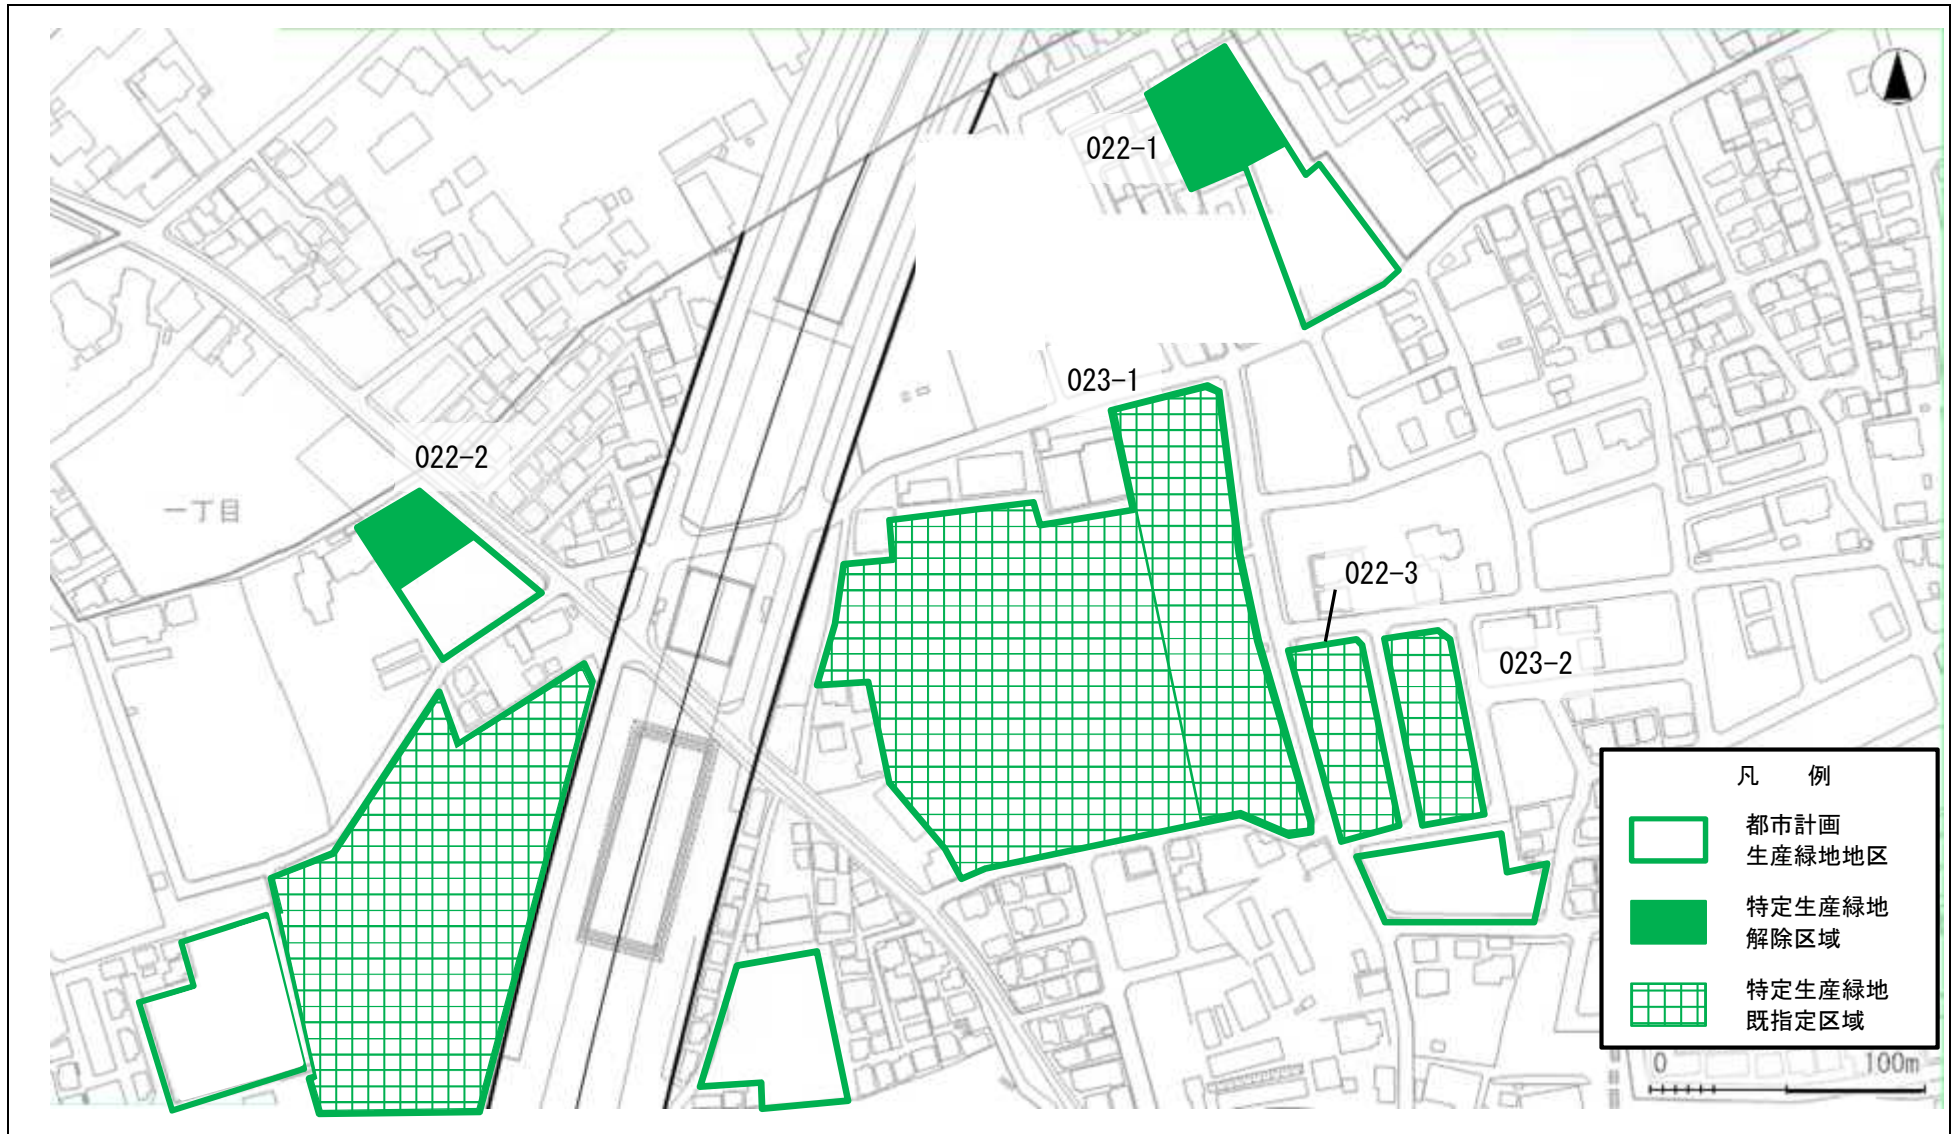 022-1
023-1
022-2
一丁目
022-3
023-2
凡　例
都市計画
生産緑地地区
特定生産緑地
解除区域
特定生産緑地
既指定区域
0 100m